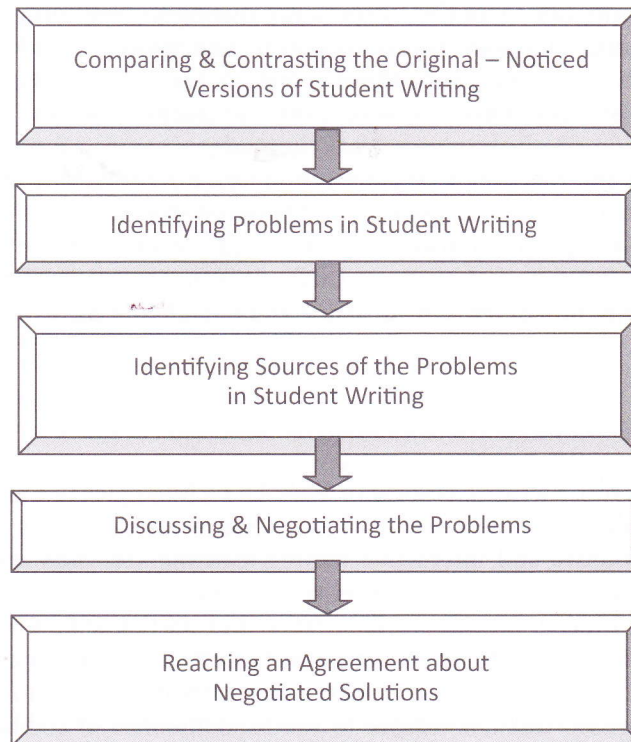 Comparing & Contrasting the Original – Noticed
Versions of Student Writing
Identifying Problems in Student Writing
Identifying Sources of the Problems
in Student Writing
Discussing & Negotiating the Problems
Reaching an Agreement about
Negotiated Solutions